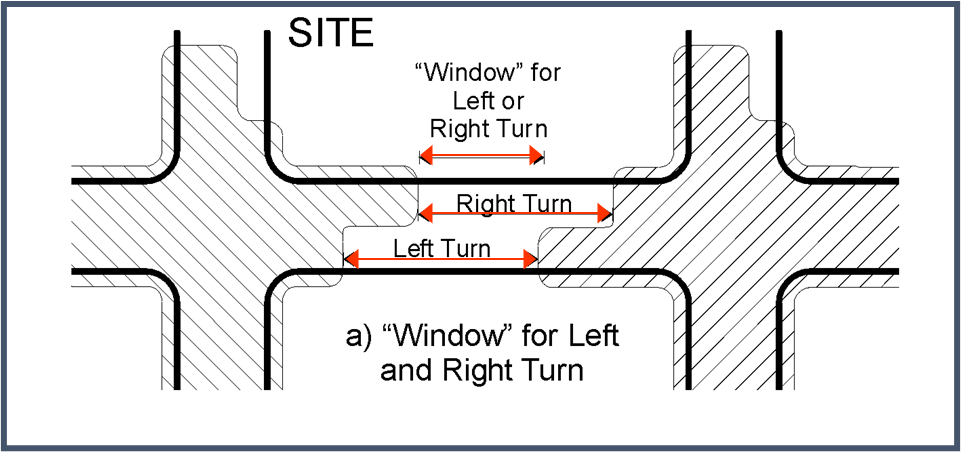 SITE
“Window” for
Left or
Right Turn
Right Turn
Left Turn
a) “Window” for Left
and Right Turn